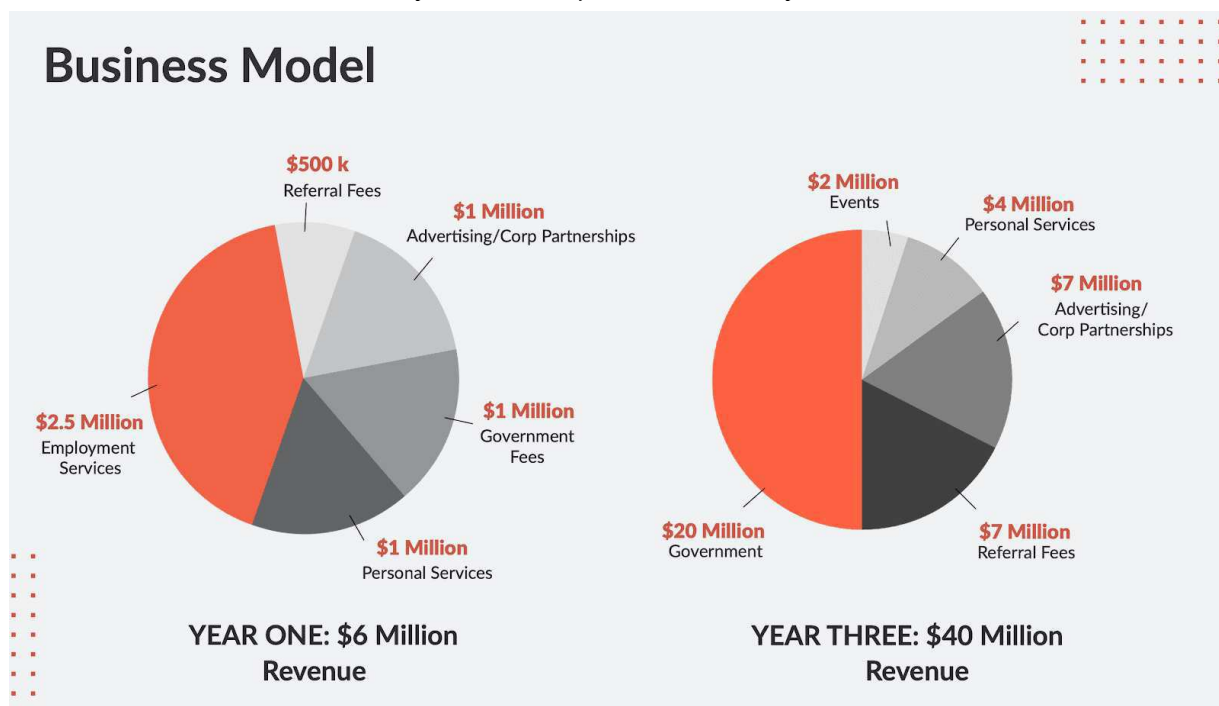 Business Model
$500 k
Referral Fees
$1 Million
Advertising/Corp Partnerships
$1 Million
Government
Fees
$1 Million
Personal Services
$2.5 Million
Employment
Services
YEAR ONE: $6 Million
Revenue
$2 Million
Events
$4 Million
Personal Services
$7 Million
Advertising/
Corp Partnerships
$7 Million
Referral Fees
$20 Million
Government
YEAR THREE: $40 Million
Revenue